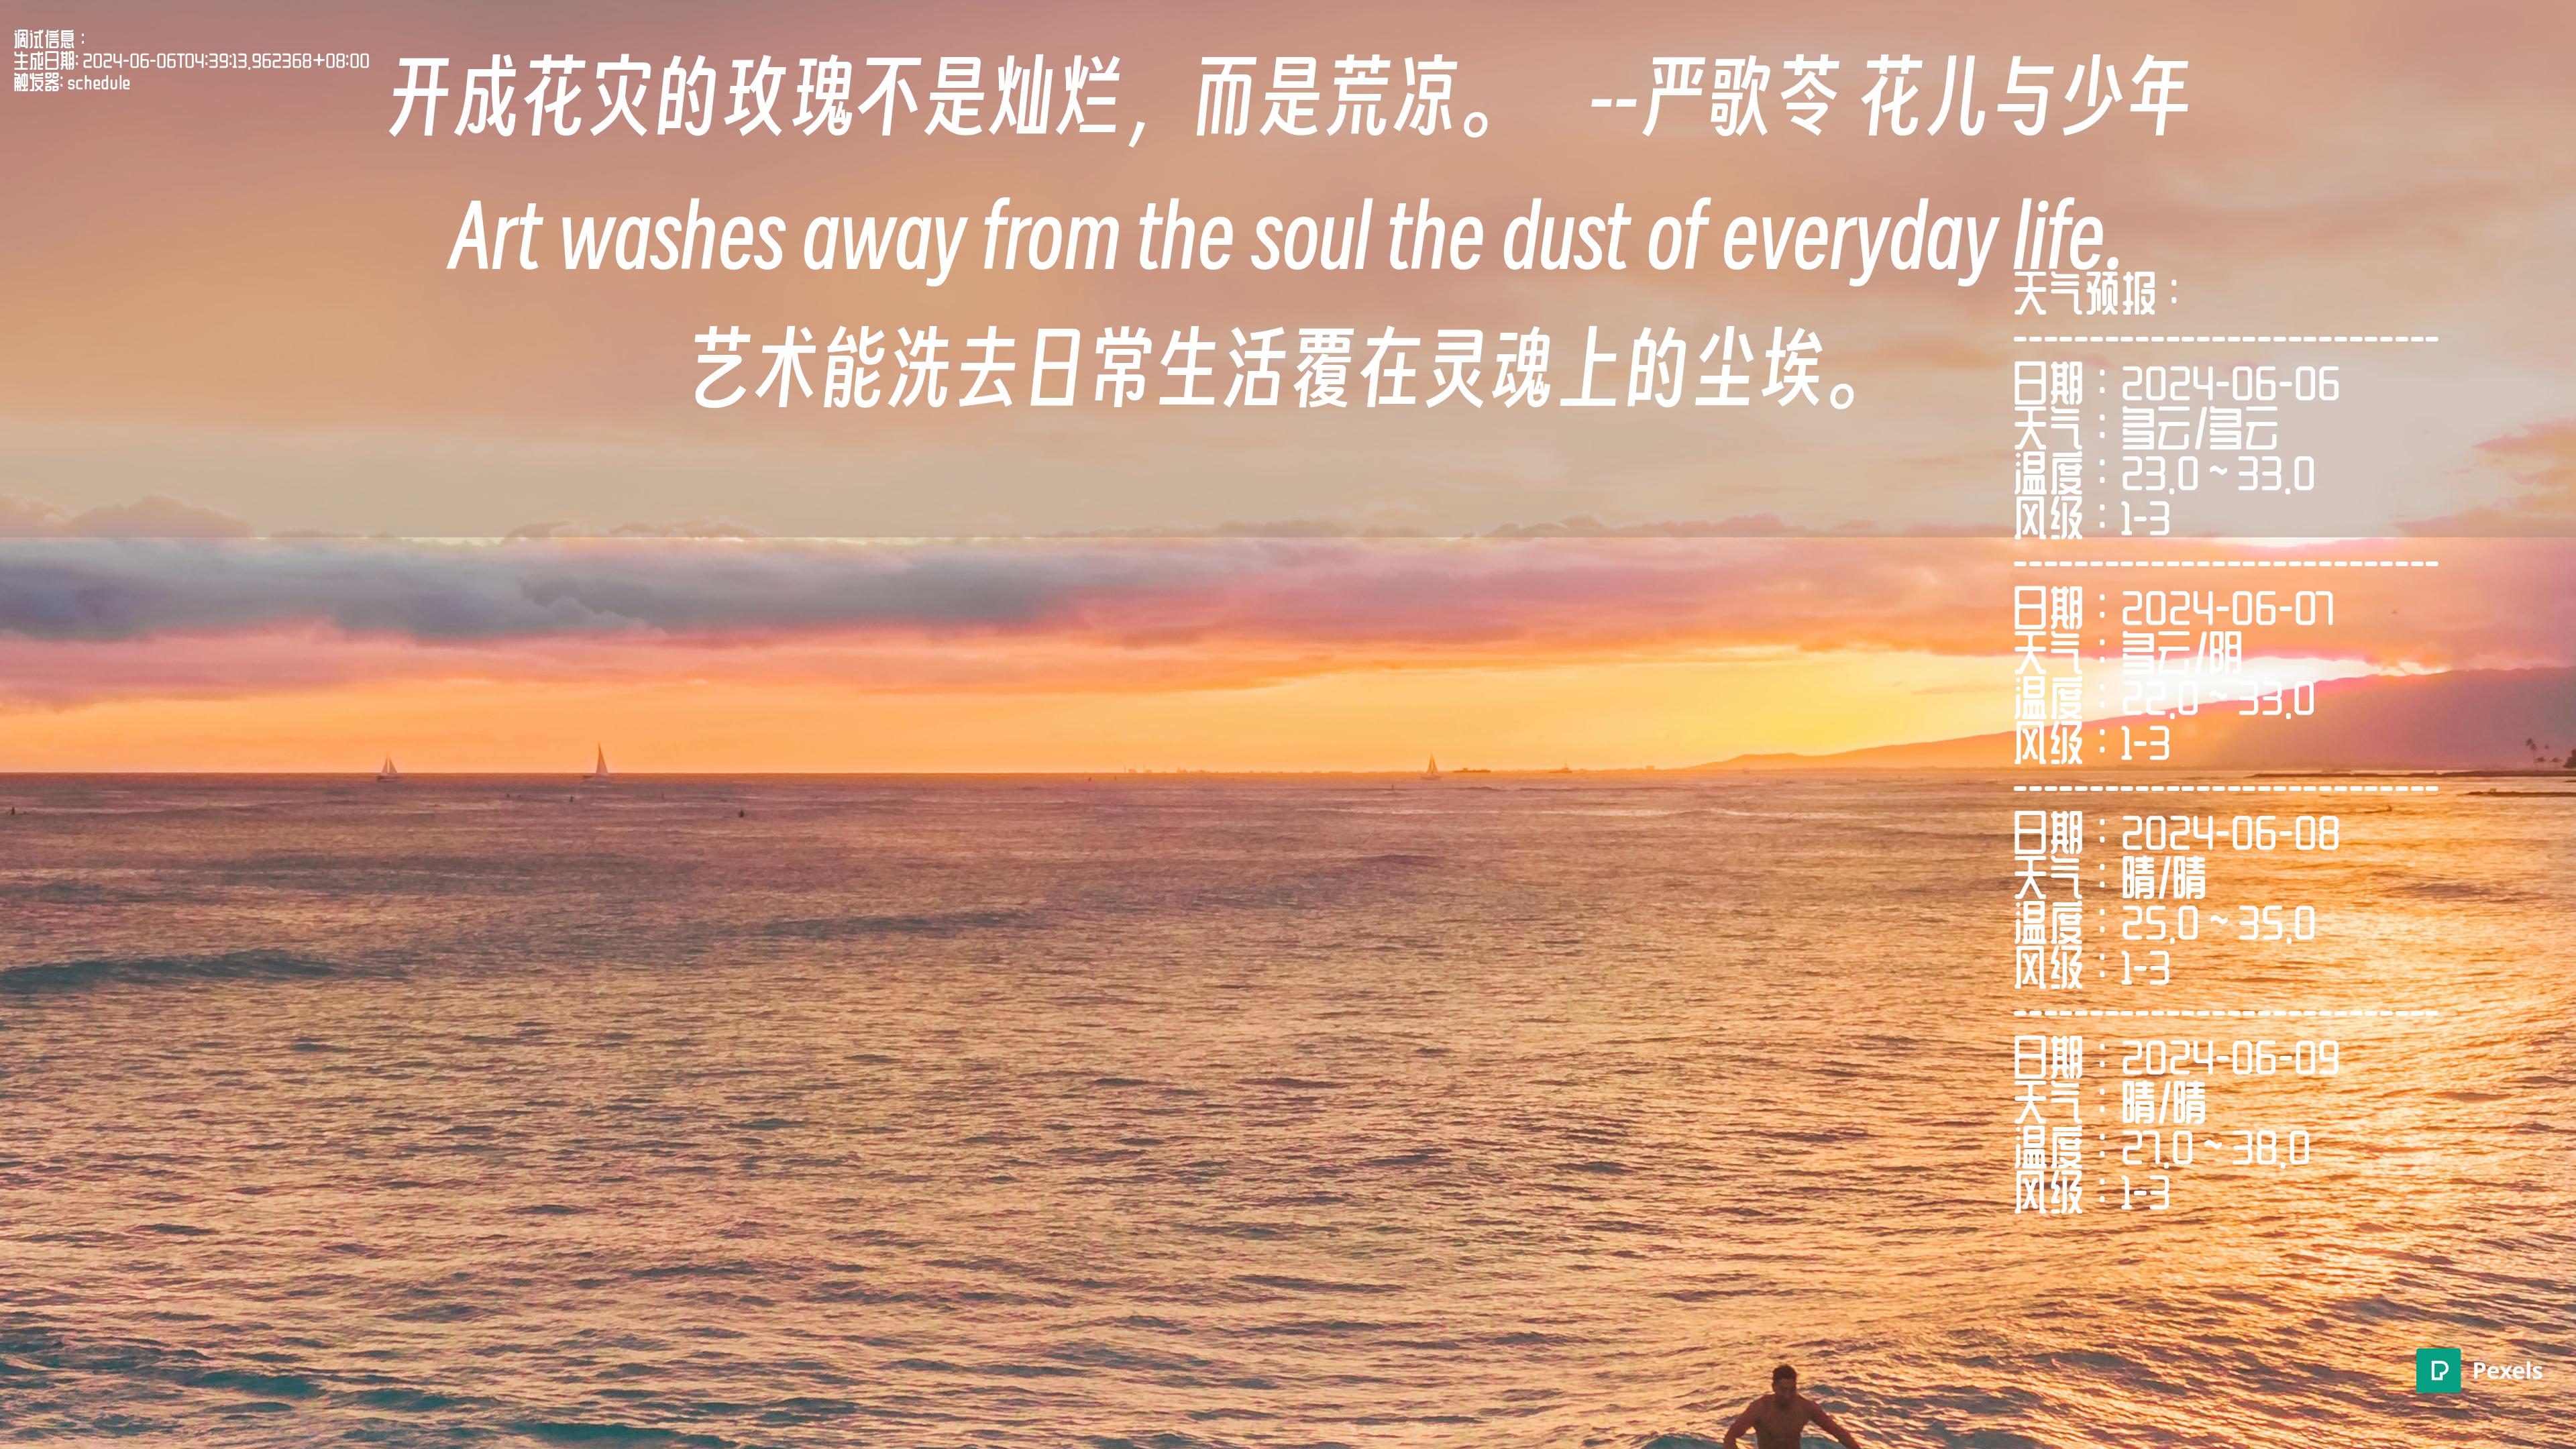 调试信息：
生成日期: 2024-06-06T04:39:13.962368+08:00
触发器: schedule
开成花灾的玫瑰不是灿烂，而是荒凉。 --严歌苓 花儿与少年
Art washes away from the soul the dust of everyday life.
艺术能洗去日常生活覆在灵魂上的尘埃。
天气预报：
----------------------------
日期：2024-06-06
天气：多云/多云
温度：23.0 ~ 33.0
风级：1-3
----------------------------
日期：2024-06-07
天气：多云/阴
温度：22.0 ~ 33.0
风级：1-3
----------------------------
日期：2024-06-08
天气：晴/晴
温度：25.0 ~ 35.0
风级：1-3
----------------------------
日期：2024-06-09
天气：晴/晴
温度：27.0 ~ 38.0
风级：1-3
Pexels